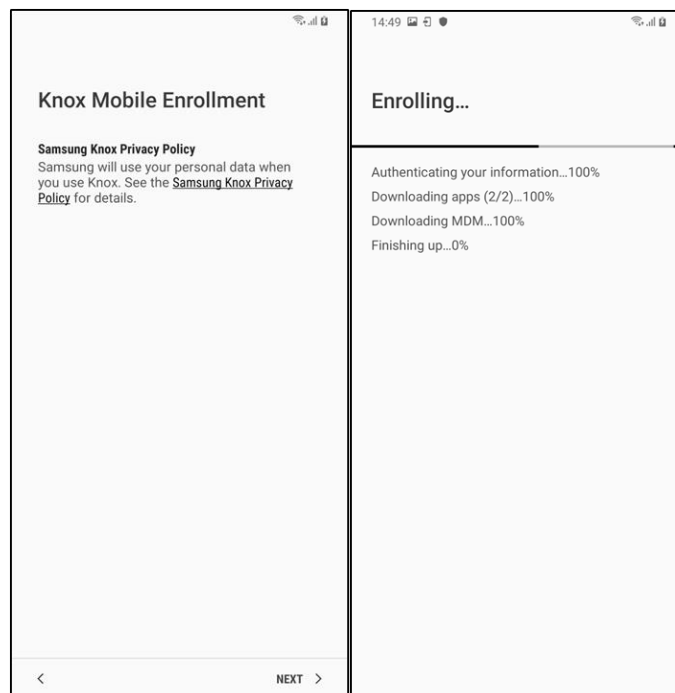 Knox Mobile Enrollment
Samsung Knox Privacy Policy
Samsung will use your personal data when
you use Knox. See the Samsung Knox Privacy
Policy for details.
NEXT
14:49
Enrolling...
Authenticating your information...100%
Downloading apps (2/2)...100%
Downloading MDM...100%
Finishing up...0%